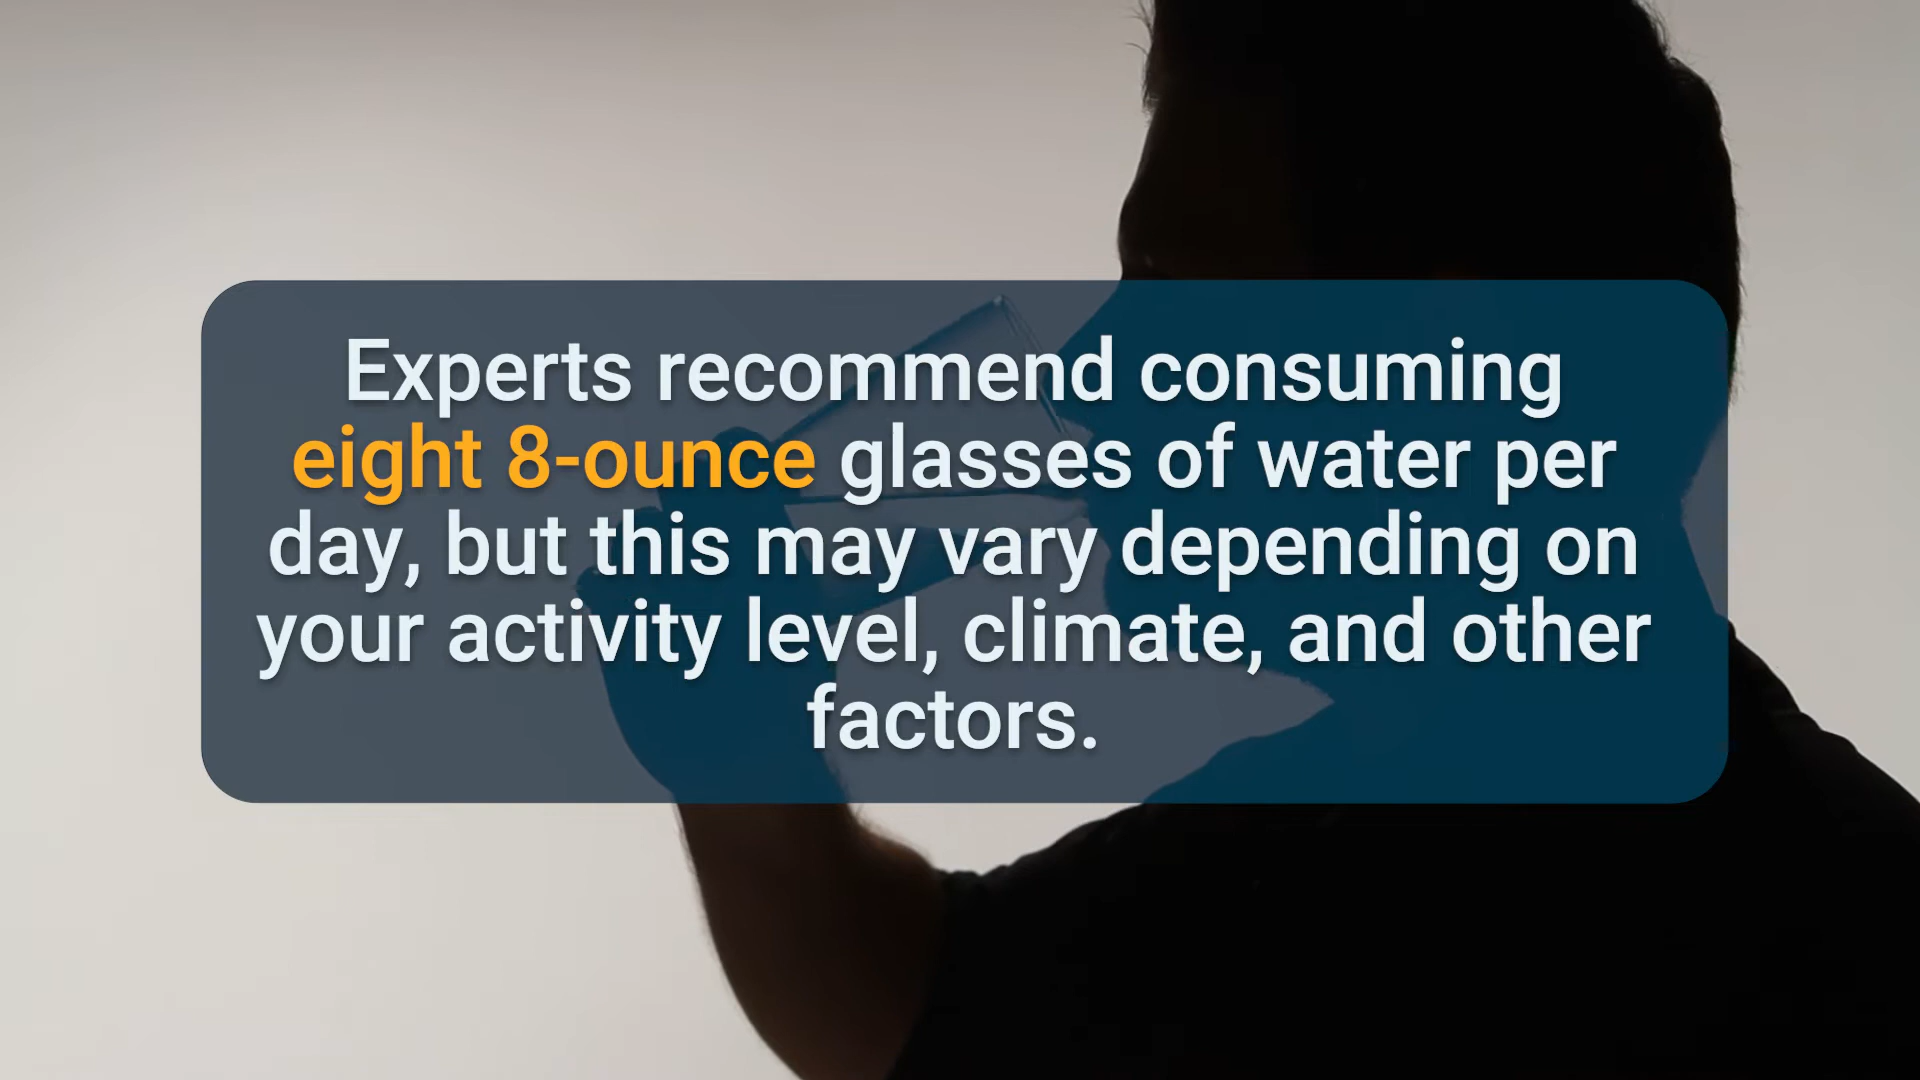 Experts recommend consuming
eight 8-ounce glasses of water per
day, but this may vary depending on
your activity level, climate, and other
factors.